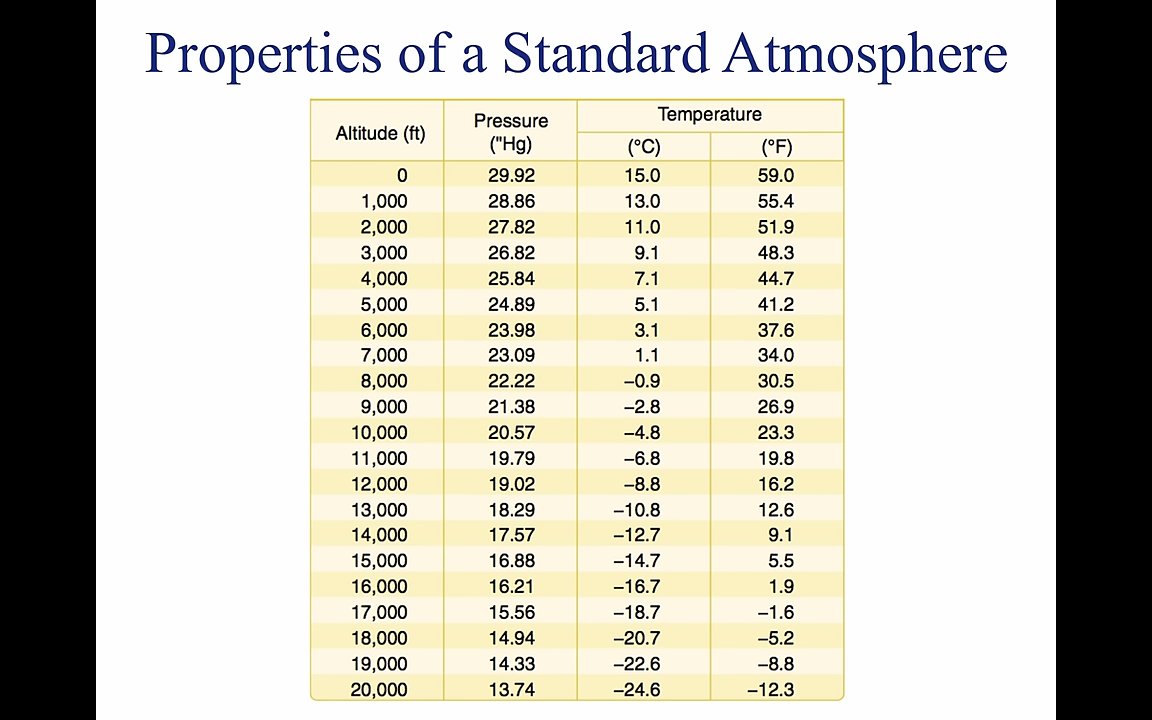 Properties of a Standard Atmosphere
Altitude (ft) Pressure ("Hg) Temperature
(°C) (°F)
0 29.92 15.0 59.0
1,000 28.86 13.0 55.4
2,000 27.82 11.0 51.9
3,000 26.82 9.1 48.3
4,000 25.84 7.1 44.7
5,000 24.89 5.1 41.2
6,000 23.98 3.1 37.6
7,000 23.09 1.1 34.0
8,000 22.22 –0.9 30.5
9,000 21.38 –2.8 26.9
10,000 20.57 –4.8 23.3
11,000 19.79 –6.8 19.8
12,000 19.02 –8.8 16.2
13,000 18.29 –10.8 12.6
14,000 17.57 –12.7 9.1
15,000 16.88 –14.7 5.5
16,000 16.21 –16.7 1.9
17,000 15.56 –18.7 –1.6
18,000 14.94 –20.7 –5.2
19,000 14.33 –22.6 –8.8
20,000 13.74 –24.6 –12.3